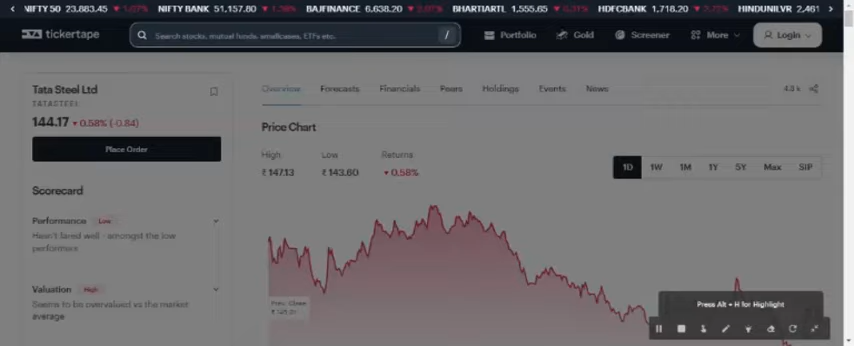 NIFTY 50 23,883.45 ▼ 1.07% NIFTY BANK 51,157.80 ▼ 1.36% BAJFINANCE 6,638.20 ▼ 2.07% BHARTIARTL 1,555.65 ▼ 0.31% HDFCBANK 1,718.20 ▼ 2.72% HINDUNILVR 2,461
tickertape
Search stocks, mutual funds, smallcases, ETFs etc.
/
Portfolio
Gold
Screener
More
Login
Tata Steel Ltd
TATASTEEL
144.17 ▼ 0.58% (-0.84)
Place Order
Scorecard
Performance Low
Hasn't fared well - amongst the low
performers
Valuation High
Seems to be overvalued vs the market
average
Overview Forecasts Financials Peers Holdings Events News
Price Chart
High Low Returns
₹ 147.13 ₹ 143.60 ▼ 0.58%
1D 1W 1M 1Y 5Y Max SIP
Prev. Close
Press Alt + H for Highlight